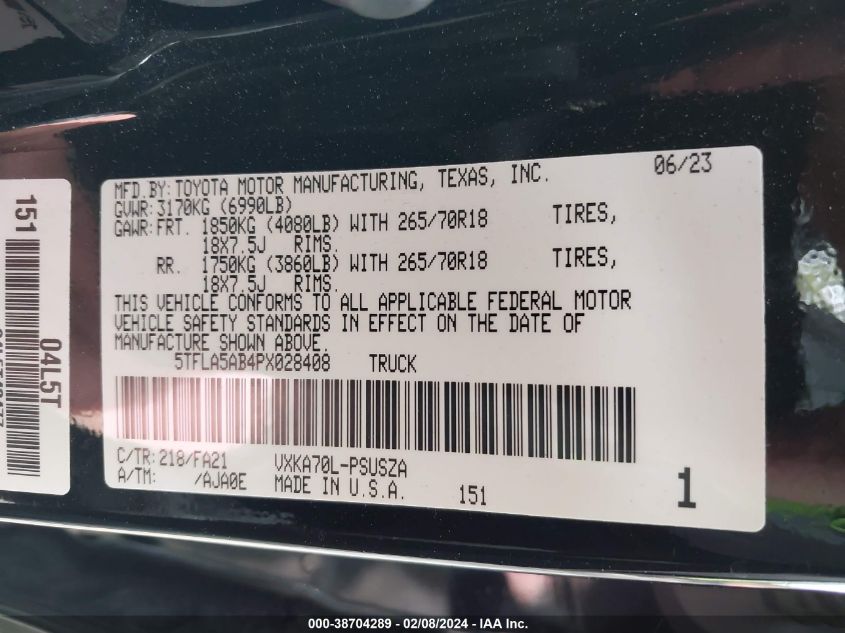 MFD.BY: TOYOTA MOTOR MANUFACTURING, TEXAS, INC. 06/23
GVWR: 3170KG (6990LB)
GAWR: FRT. 1850KG (4080LB) WITH 265/70R18 TIRES,
18X7.5J RIMS.
RR. 1750KG (3860LB) WITH 265/70R18 TIRES,
18X7.5J RIMS.
THIS VEHICLE CONFORMS TO ALL APPLICABLE FEDERAL MOTOR
VEHICLE SAFETY STANDARDS IN EFFECT ON THE DATE OF
MANUFACTURE SHOWN ABOVE.
5TFLA5AB4PX028408 TRUCK
C/TR: 218/FA21 VXKA70L-PSUSZA
A/TM: /AJA0E MADE IN U.S.A. 151 1
151
04L5T
000-38704289 - 02/08/2024 - IAA Inc.